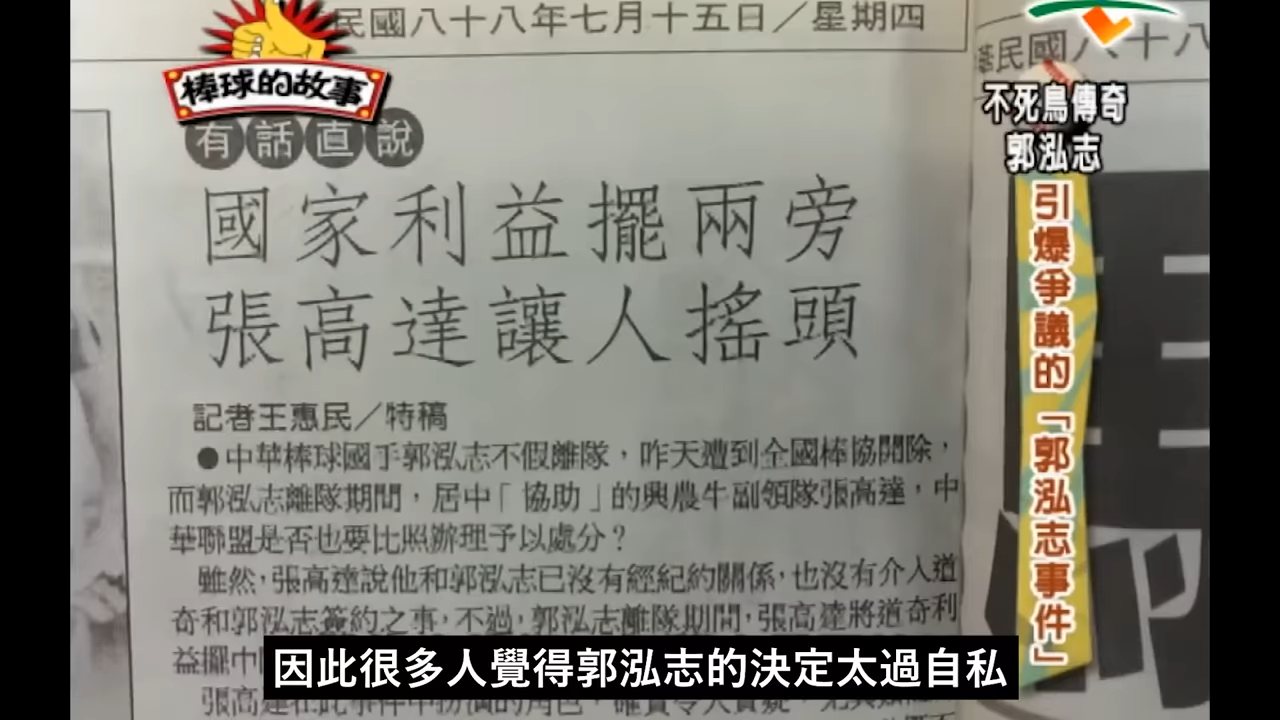 民國八十八年七月十五日／星期四
民國八十八
棒球的故事
不死鳥傳奇
郭泓志
引爆爭議的「郭泓志事件」
有話直說
國家利益擺兩旁
張高達讓人搖頭
記者王惠民／特稿
●中華棒球國手郭泓志不假離隊，昨天遭到全國棒協開除，
而郭泓志離隊期間，居中「協助」的興農牛副領隊張高達，中
華聯盟是否也要比照辦理予以處分？
雖然，張高達說他和郭泓志已沒有經紀約關係，也沒有介入道
奇和郭泓志簽約之事，不過，郭泓志離隊期間，張高達將道奇利
益擺中
因此很多人覺得郭泓志的決定太過自私